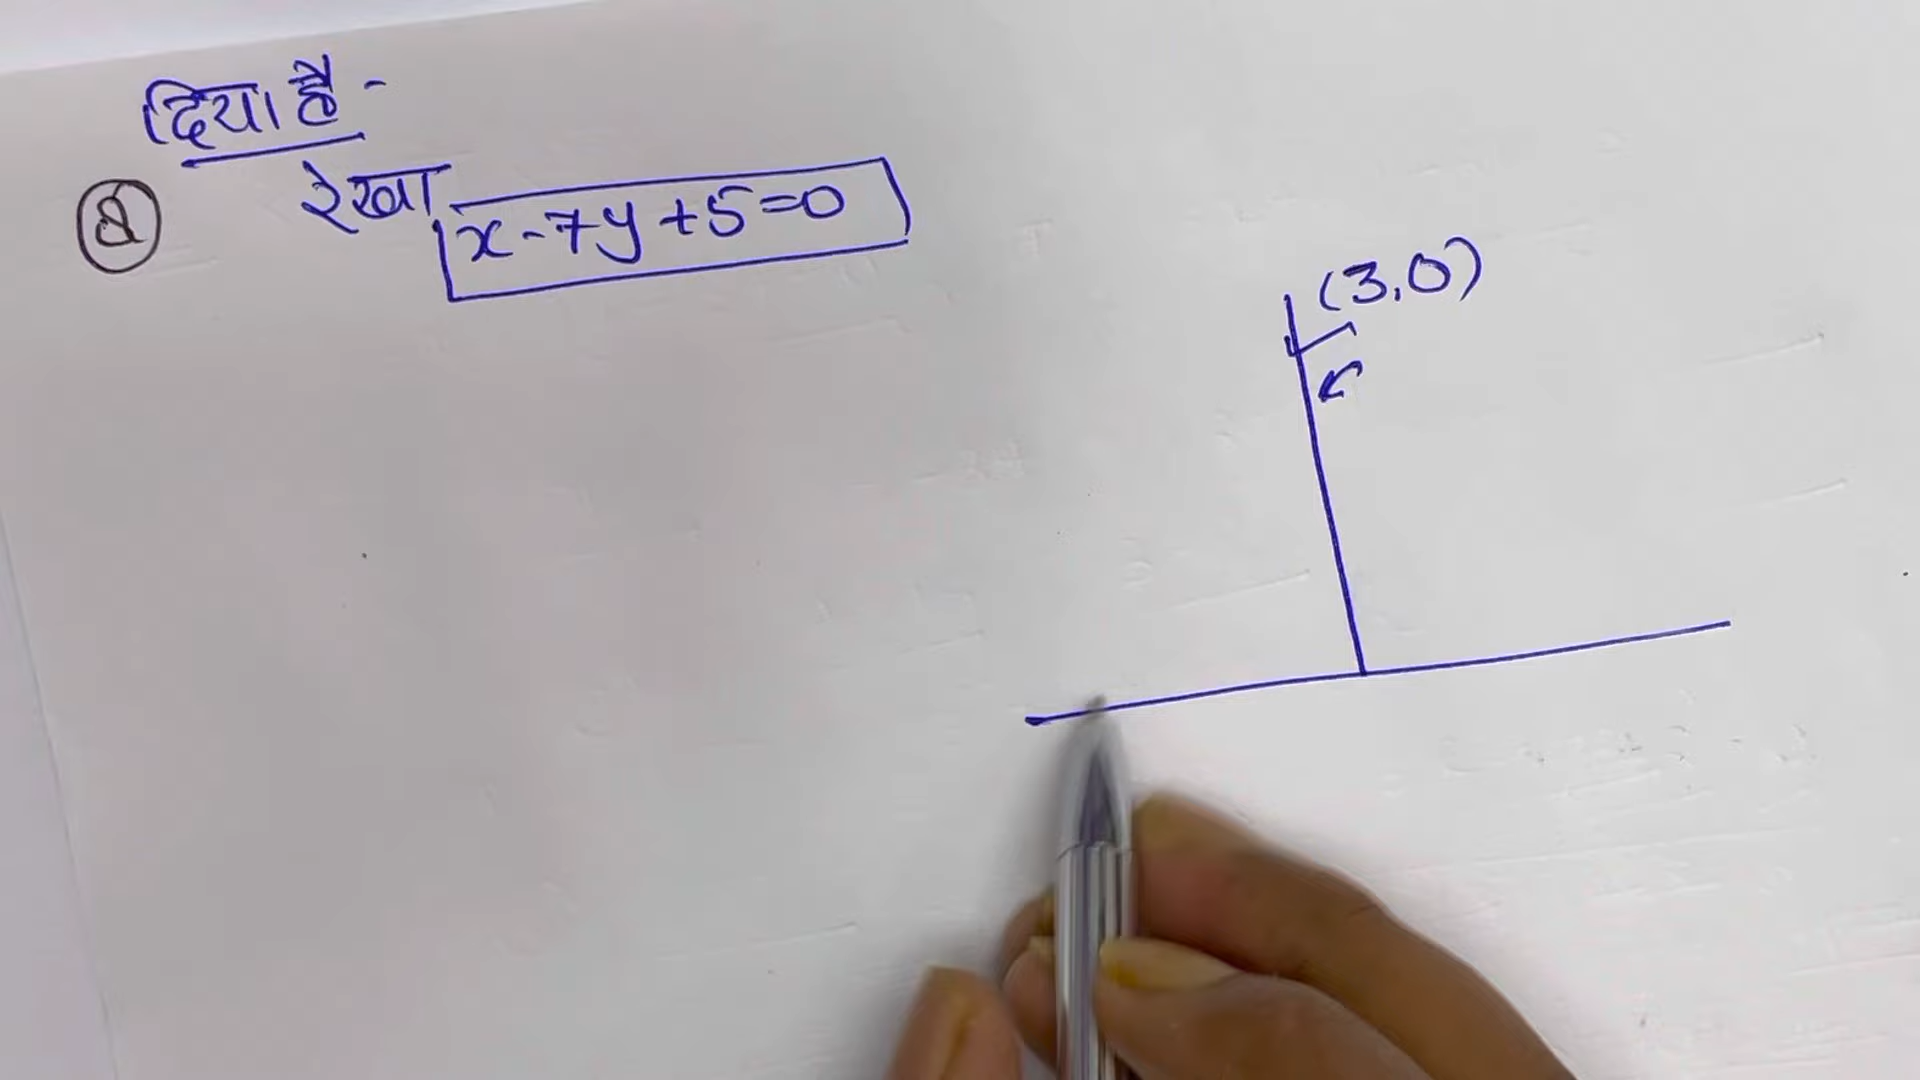 दिया है -
8 रेखा x-7y+5=0
(3,0)